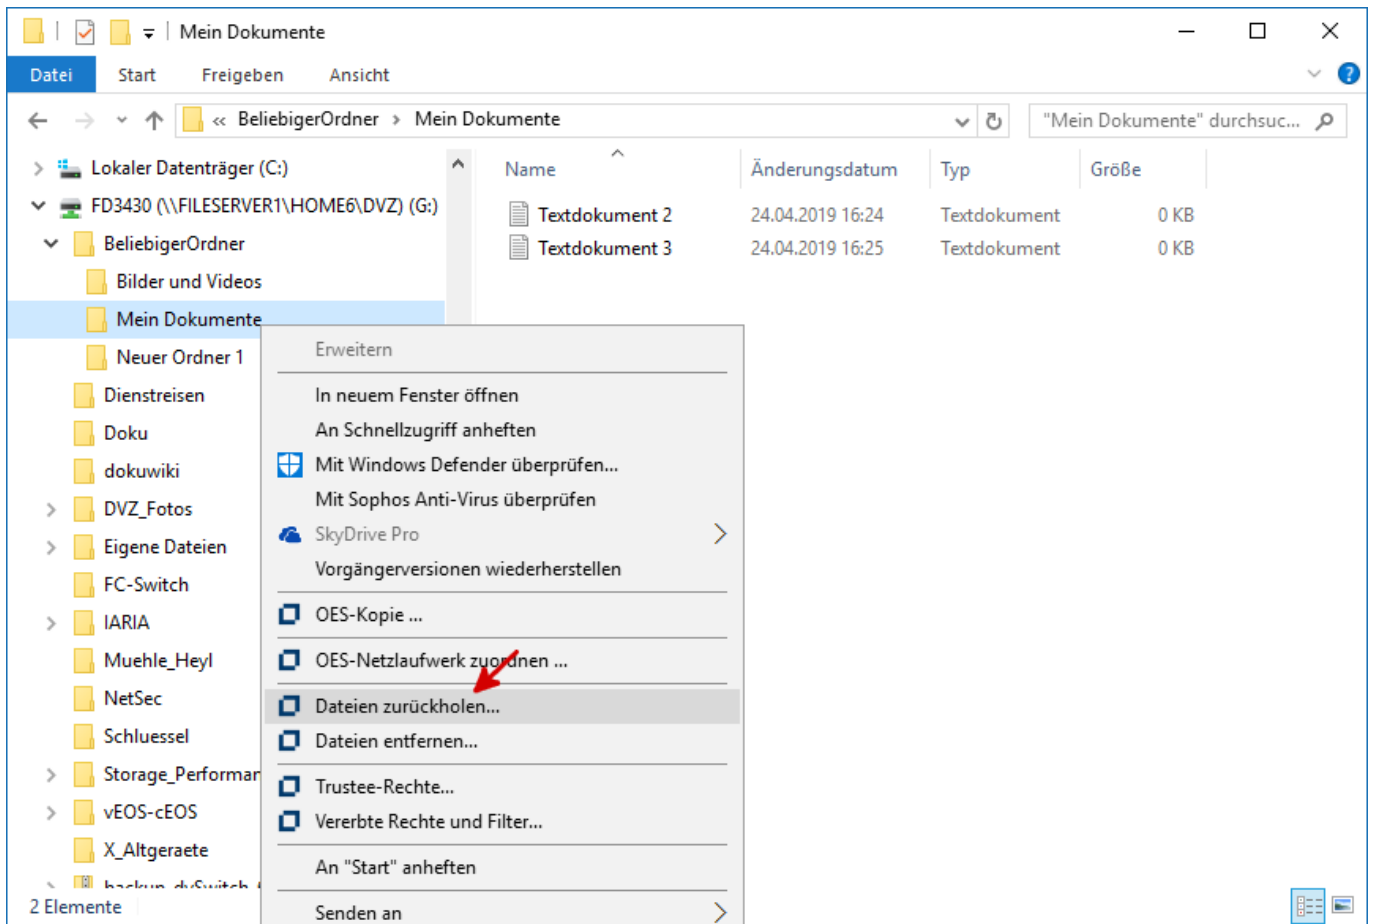 Mein Dokumente
Datei Start Freigeben Ansicht
« BeliebigerOrdner > Mein Dokumente
"Mein Dokumente" durchsuc...
Lokaler Datenträger (C:)
FD3430 (\\FILESERVER1\HOME6\DVZ) (G:)
BeliebigerOrdner
Bilder und Videos
Mein Dokumente
Neuer Ordner 1
Dienstreisen
Doku
dokuwiki
DVZ_Fotos
Eigene Dateien
FC-Switch
IARIA
Muehle_Heyl
NetSec
Schluessel
Storage_Performan
vEOS-cEOS
X_Altgeraete
Name Änderungsdatum Typ Größe
Textdokument 2 24.04.2019 16:24 Textdokument 0 KB
Textdokument 3 24.04.2019 16:25 Textdokument 0 KB
Erweitern
In neuem Fenster öffnen
An Schnellzugriff anheften
Mit Windows Defender überprüfen...
Mit Sophos Anti-Virus überprüfen
SkyDrive Pro
Vorgängerversionen wiederherstellen
OES-Kopie ...
OES-Netzlaufwerk zuordnen ...
Dateien zurückholen...
Dateien entfernen...
Trustee-Rechte...
Vererbte Rechte und Filter...
An "Start" anheften
Senden an
2 Elemente